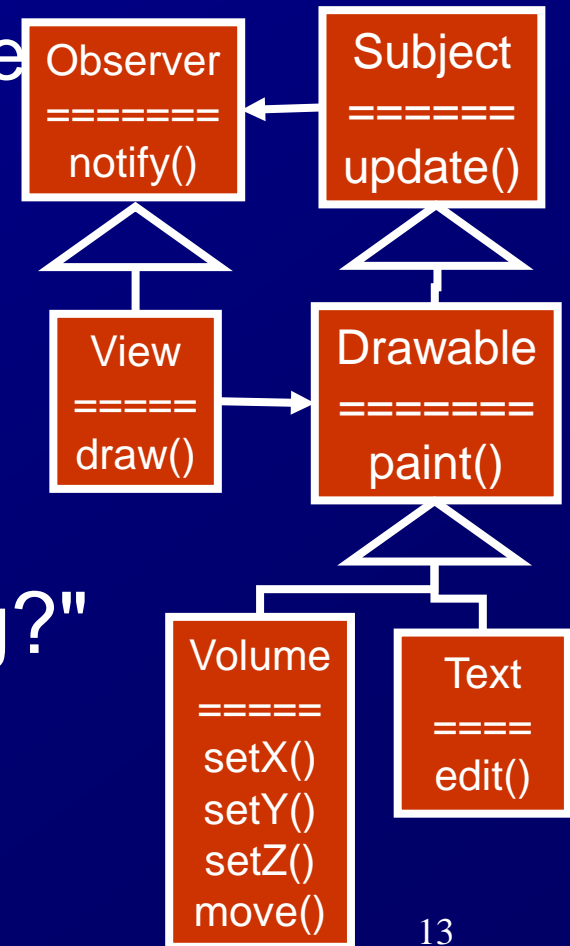 e
Observer
=======
notify()
Subject
======
update()
View
=====
draw()
Drawable
=======
paint()
g?"
Volume
=====
setX()
setY()
setZ()
move()
Text
====
edit()
13